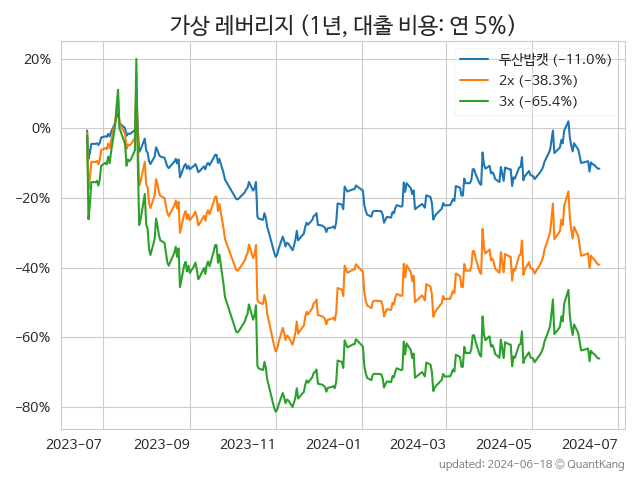 가상 레버리지 (1년, 대출 비용: 연 5%)
두산밥캣 (−11.0%)
2x (−38.3%)
3x (−65.4%)
20%
0%
−20%
−40%
−60%
−80%
2023-07 2023-09 2023-11 2024-01 2024-03 2024-05 2024-07
updated: 2024-06-18 © QuantKang